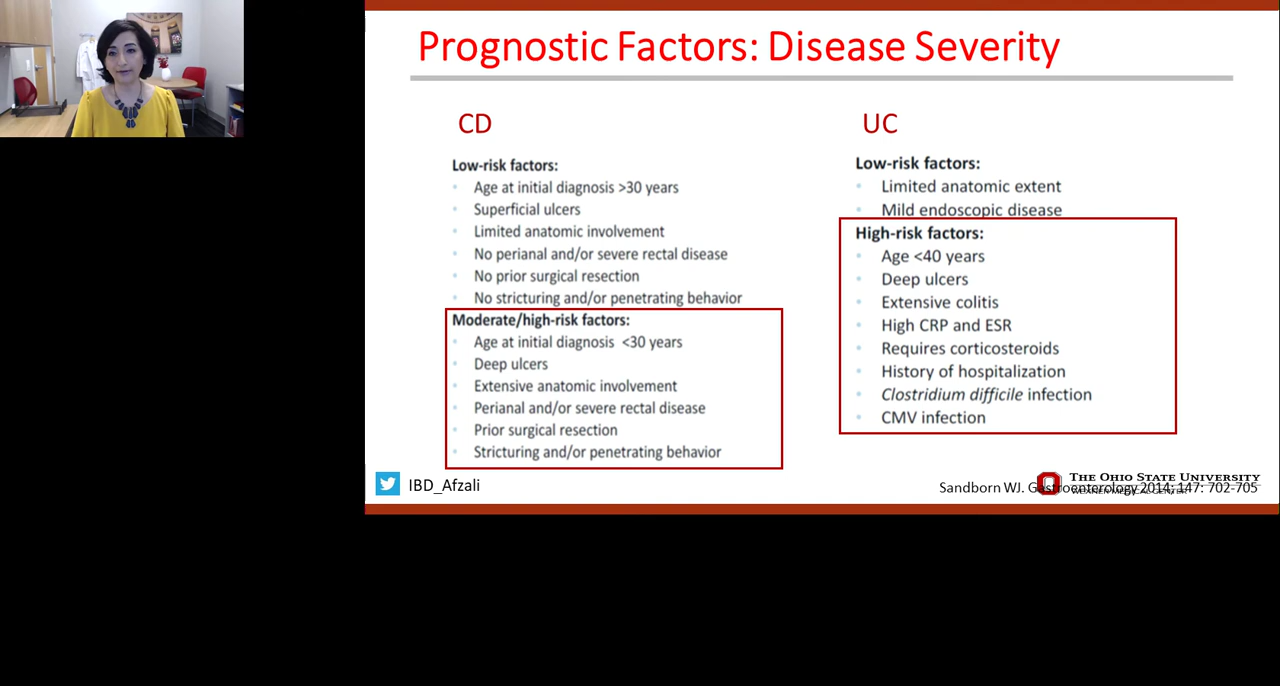 Prognostic Factors: Disease Severity
CD
Low-risk factors:
• Age at initial diagnosis >30 years
• Superficial ulcers
• Limited anatomic involvement
• No perianal and/or severe rectal disease
• No prior surgical resection
• No stricturing and/or penetrating behavior
Moderate/high-risk factors:
• Age at initial diagnosis <30 years
• Deep ulcers
• Extensive anatomic involvement
• Perianal and/or severe rectal disease
• Prior surgical resection
• Stricturing and/or penetrating behavior
UC
Low-risk factors:
• Limited anatomic extent
• Mild endoscopic disease
High-risk factors:
• Age <40 years
• Deep ulcers
• Extensive colitis
• High CRP and ESR
• Requires corticosteroids
• History of hospitalization
• Clostridium difficile infection
• CMV infection
IBD_Afzali
THE OHIO STATE UNIVERSITY
WEXNER MEDICAL CENTER
Sandborn WJ. Gastroenterology 2014; 147: 702-705